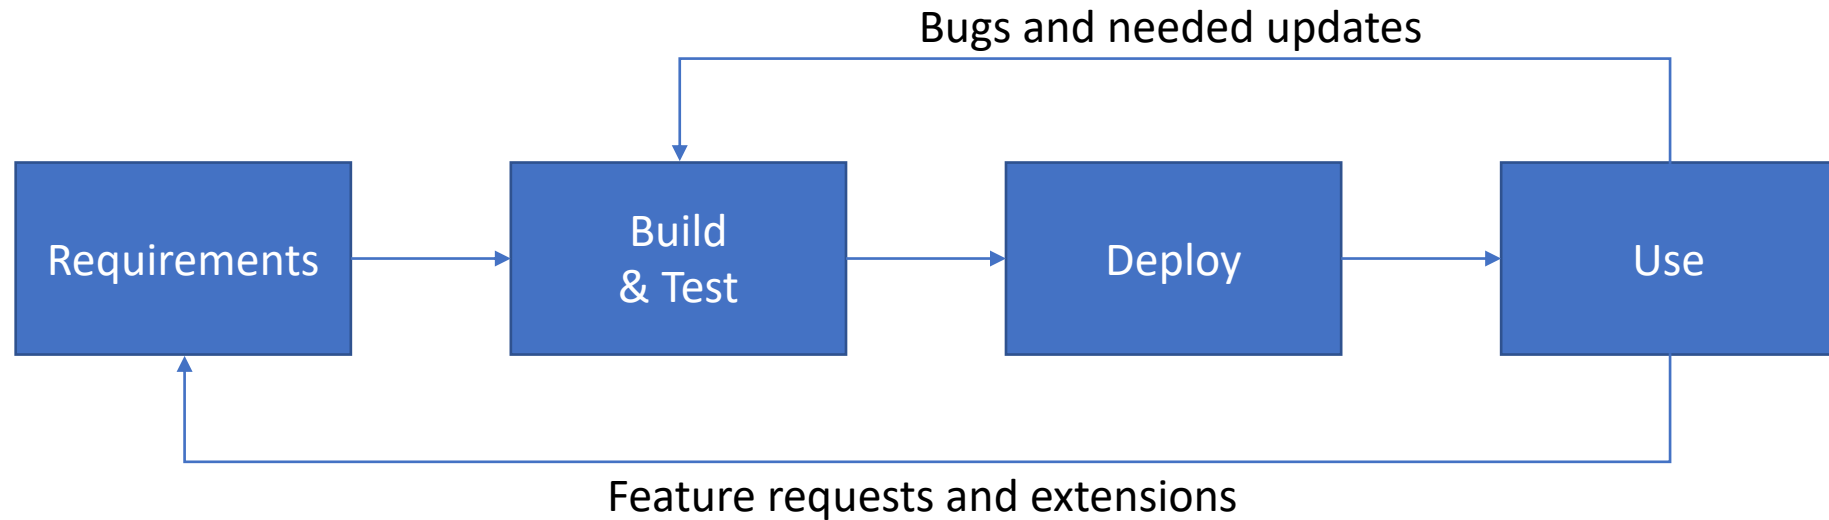 Bugs and needed updates
Requirements
Build
& Test
Deploy
Use
Feature requests and extensions